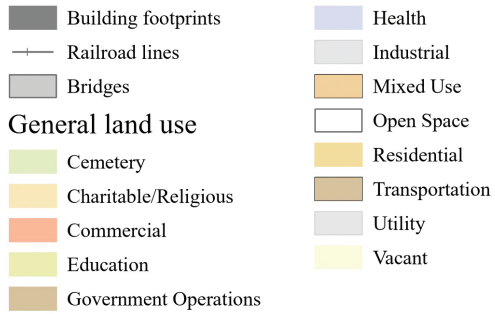 Building footprints
Railroad lines
Bridges
General land use
Cemetery
Charitable/Religious
Commercial
Education
Government Operations
Health
Industrial
Mixed Use
Open Space
Residential
Transportation
Utility
Vacant